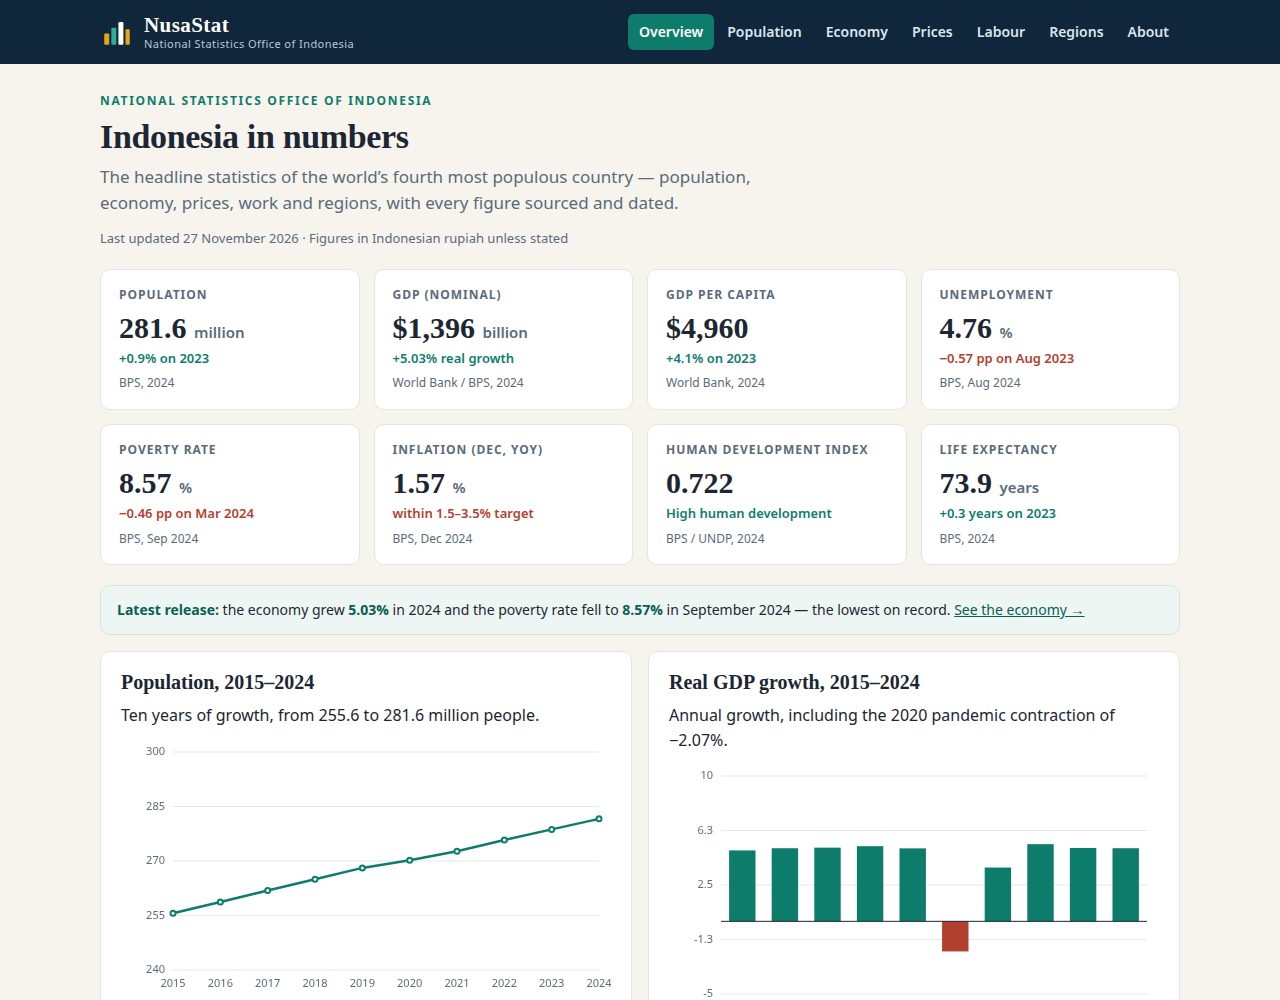 NusaStat
National Statistics Office of Indonesia
Overview Population Economy Prices Labour Regions About
NATIONAL STATISTICS OFFICE OF INDONESIA
Indonesia in numbers
The headline statistics of the world’s fourth most populous country — population,
economy, prices, work and regions, with every figure sourced and dated.
Last updated 27 November 2026 · Figures in Indonesian rupiah unless stated
POPULATION
281.6 million
+0.9% on 2023
BPS, 2024
GDP (NOMINAL)
$1,396 billion
+5.03% real growth
World Bank / BPS, 2024
GDP PER CAPITA
$4,960
+4.1% on 2023
World Bank, 2024
UNEMPLOYMENT
4.76 %
−0.57 pp on Aug 2023
BPS, Aug 2024
POVERTY RATE
8.57 %
−0.46 pp on Mar 2024
BPS, Sep 2024
INFLATION (DEC, YOY)
1.57 %
within 1.5–3.5% target
BPS, Dec 2024
HUMAN DEVELOPMENT INDEX
0.722
High human development
BPS / UNDP, 2024
LIFE EXPECTANCY
73.9 years
+0.3 years on 2023
BPS, 2024
Latest release: the economy grew 5.03% in 2024 and the poverty rate fell to 8.57% in September 2024 — the lowest on record. See the economy →
Population, 2015–2024
Ten years of growth, from 255.6 to 281.6 million people.
300
285
270
255
240
2015 2016 2017 2018 2019 2020 2021 2022 2023 2024
Real GDP growth, 2015–2024
Annual growth, including the 2020 pandemic contraction of
−2.07%.
10
6.3
2.5
-1.3
-5